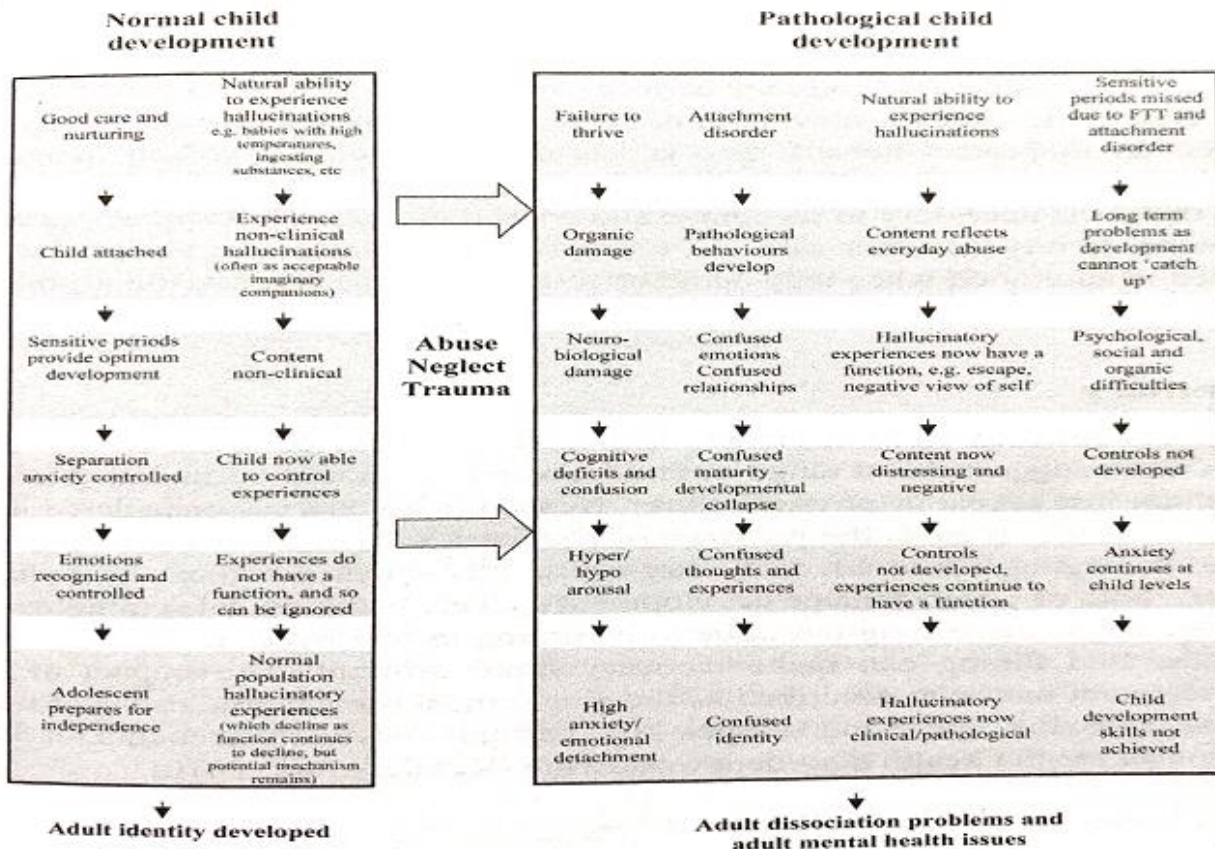 Normal child
development
Good care and
nurturing
Child attached
Sensitive periods
provide optimum
development
Separation
anxiety controlled
Emotions
recognised and
controlled
Adolescent
prepares for
independence
Natural ability
to experience
hallucinations
e.g. babies with high
temperatures,
ingesting
substances, etc
Experience
non-clinical
hallucinations
(often as acceptable
imaginary
companions)
Content
non-clinical
Child now able
to control
experiences
Experiences do
not have a
function, and so
can be ignored
Normal
population
hallucinatory
experiences
(which decline as
function continues
to decline, but
potential mechanism
remains)
Adult identity developed
Abuse
Neglect
Trauma
Pathological child
development
Failure to
thrive
Organic
damage
Neuro-
biological
damage
Cognitive
deficits and
confusion
Hyper/
hypo
arousal
High
anxiety/
emotional
detachment
Attachment
disorder
Pathological
behaviours
develop
Confused
emotions
Confused
relationships
Confused
maturity –
developmental
collapse
Confused
thoughts and
experiences
Confused
identity
Natural ability to
experience
hallucinations
Content reflects
everyday abuse
Hallucinatory
experiences now have a
function, e.g. escape,
negative view of self
Content now
distressing and
negative
Controls
not developed,
experiences continue to
have a function
Hallucinatory
experiences now
clinical/pathological
Sensitive
periods missed
due to FTT and
attachment
disorder
Long term
problems as
development
cannot ‘catch
up’
Psychological,
social and
organic
difficulties
Controls not
developed
Anxiety
continues at
child levels
Child
development
skills not
achieved
Adult dissociation problems and
adult mental health issues